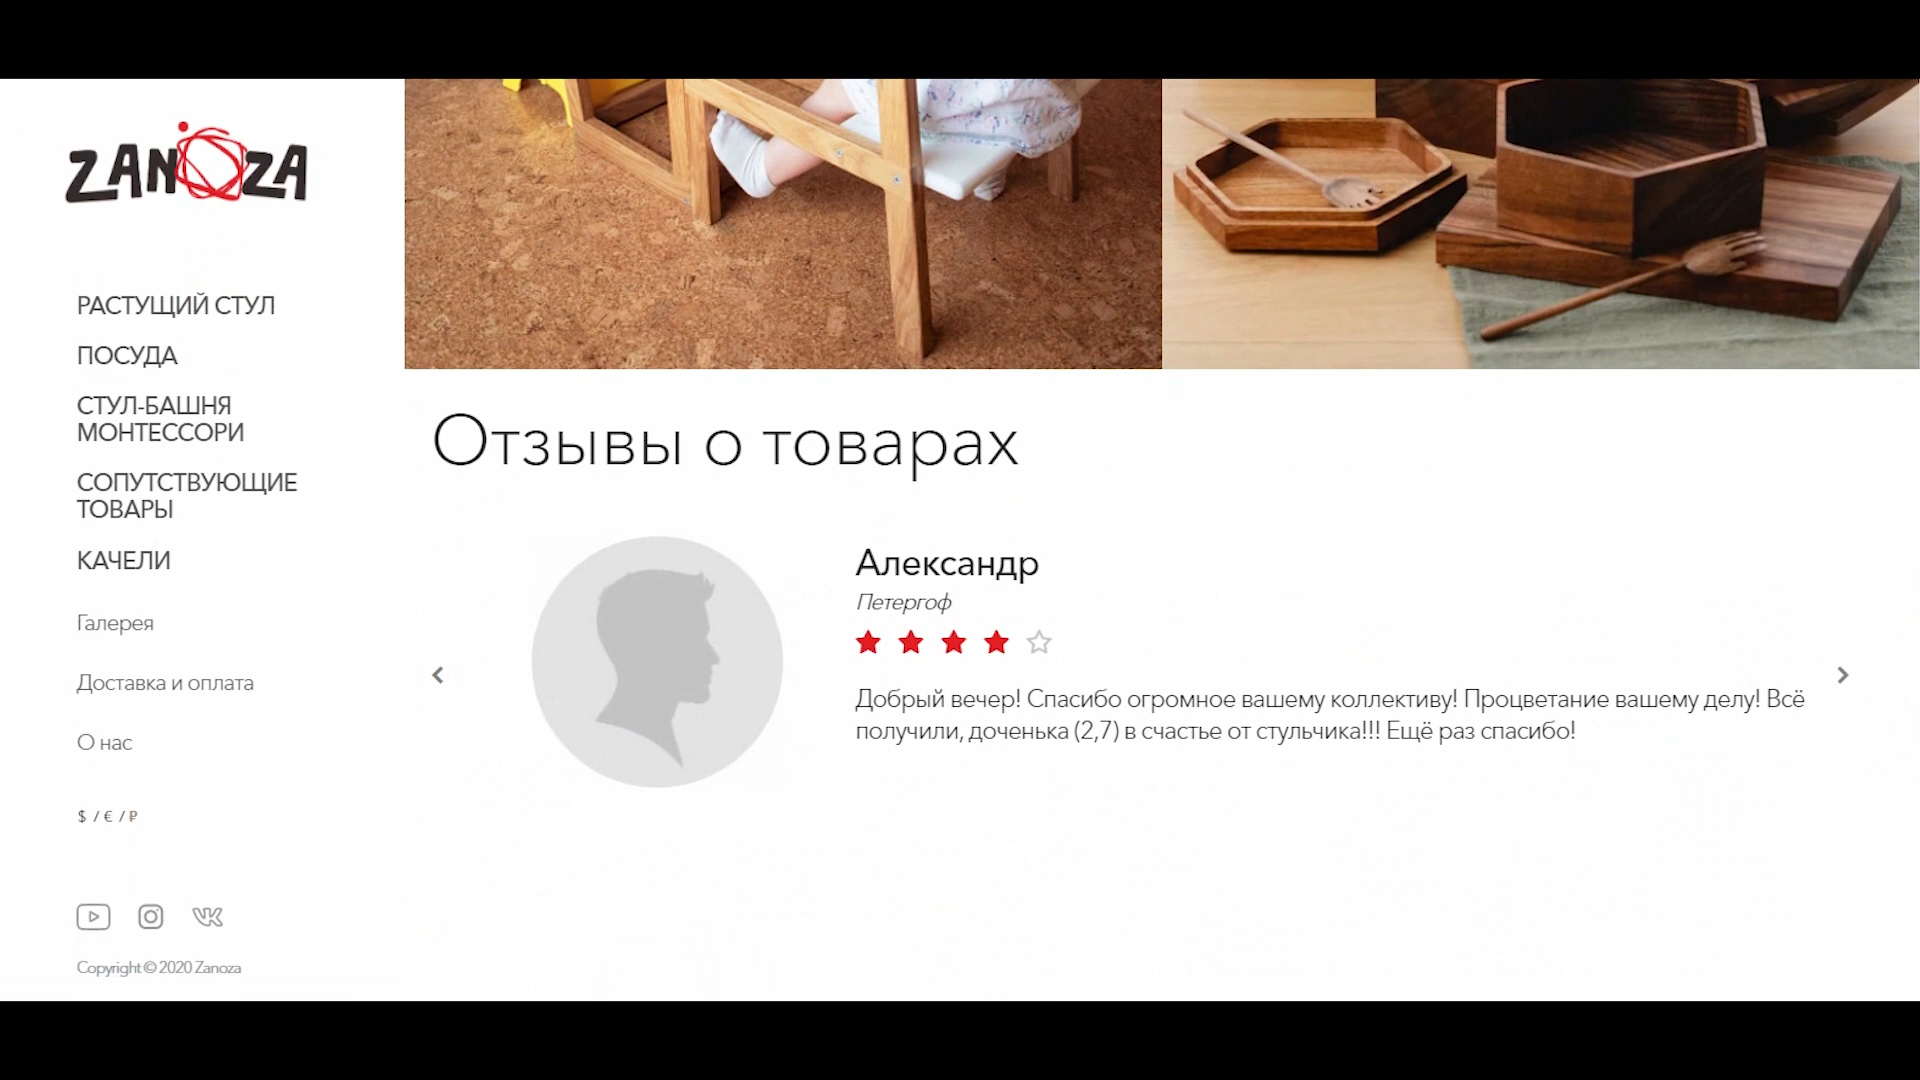 ZANOZA
РАСТУЩИЙ СТУЛ
ПОСУДА
СТУЛ-БАШНЯ
МОНТЕССОРИ
СОПУТСТВУЮЩИЕ
ТОВАРЫ
КАЧЕЛИ
Галерея
Доставка и оплата
О нас
$ / € / ₽
Copyright © 2020 Zanoza
Отзывы о товарах
Александр
Петергоф
Добрый вечер! Спасибо огромное вашему коллективу! Процветание вашему делу! Всё
получили, доченька (2,7) в счастье от стульчика!!! Ещё раз спасибо!